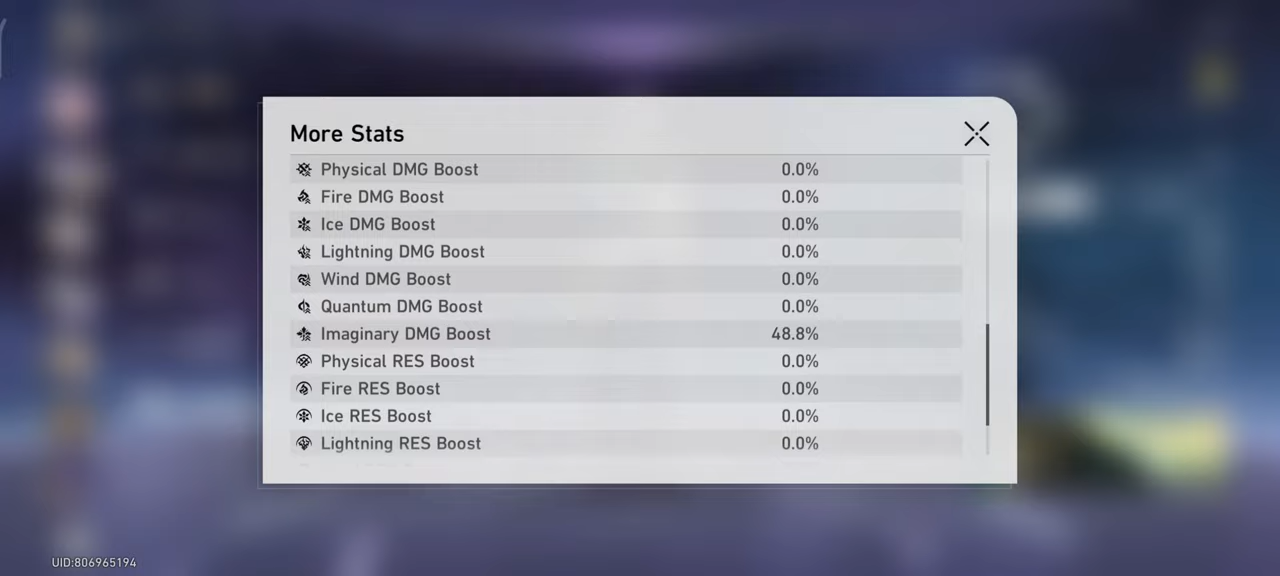 More Stats
Physical DMG Boost 0.0%
Fire DMG Boost 0.0%
Ice DMG Boost 0.0%
Lightning DMG Boost 0.0%
Wind DMG Boost 0.0%
Quantum DMG Boost 0.0%
Imaginary DMG Boost 48.8%
Physical RES Boost 0.0%
Fire RES Boost 0.0%
Ice RES Boost 0.0%
Lightning RES Boost 0.0%
UID:806965194